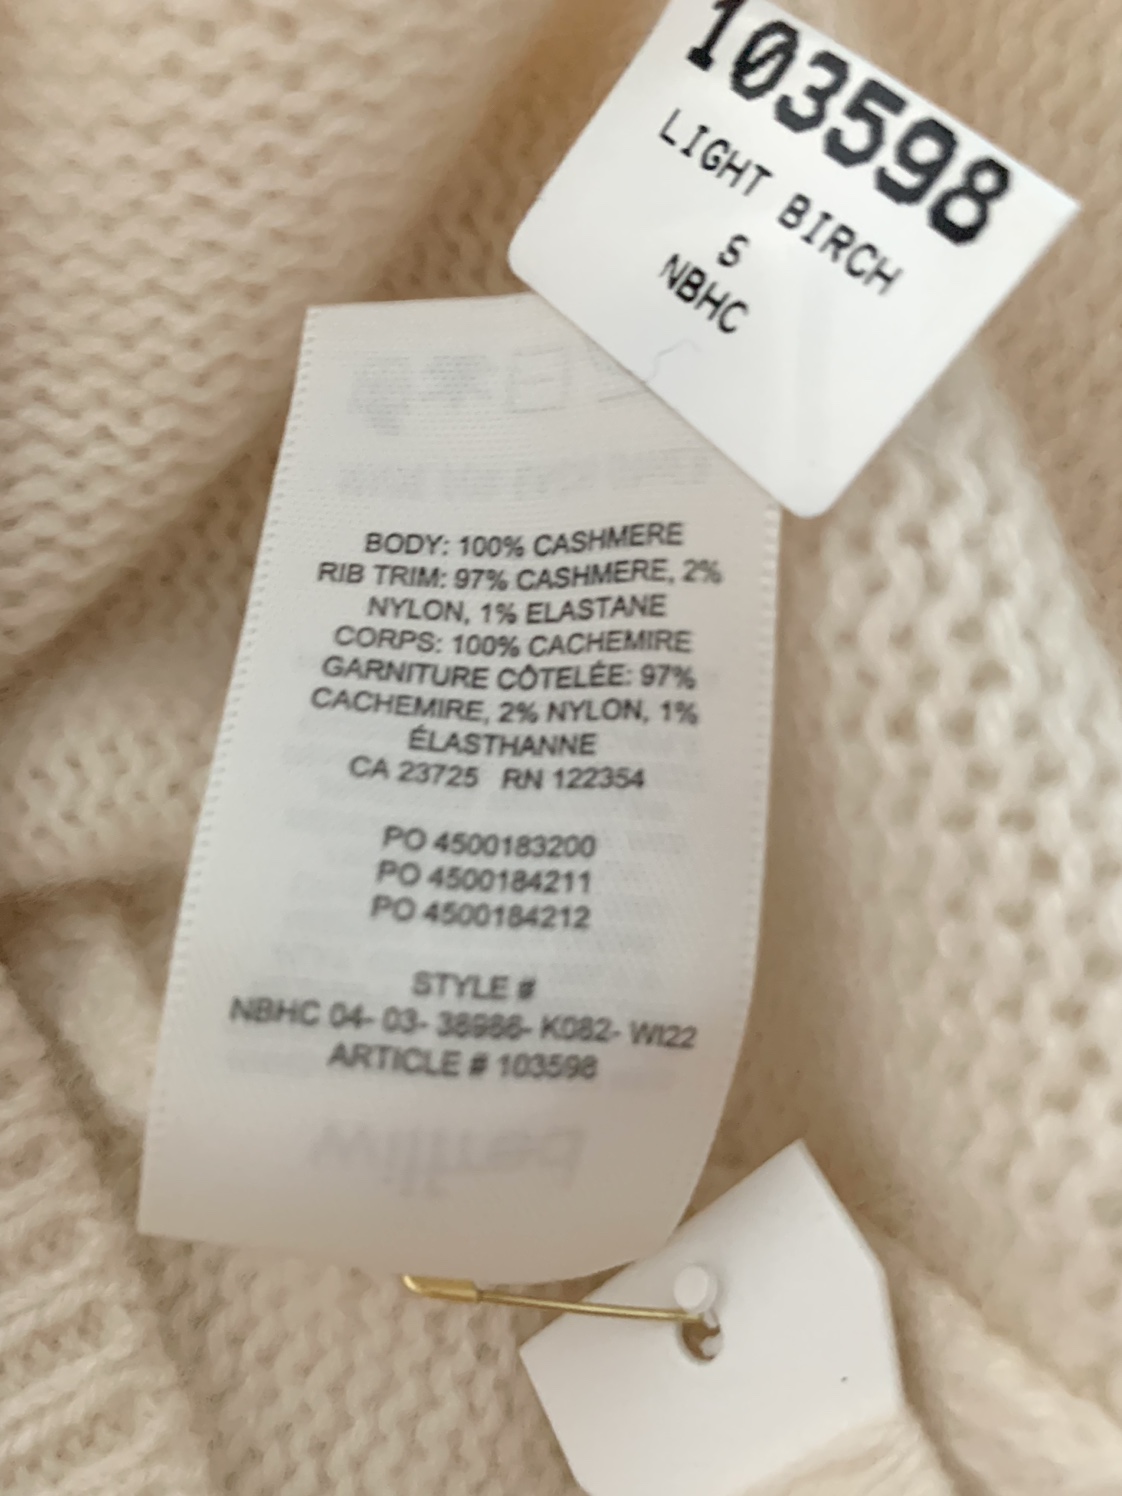 103598
LIGHT BIRCH
S
NBHC
BODY: 100% CASHMERE
RIB TRIM: 97% CASHMERE, 2%
NYLON, 1% ELASTANE
CORPS: 100% CACHEMIRE
GARNITURE CÔTELÉE: 97%
CACHEMIRE, 2% NYLON, 1%
ÉLASTHANNE
CA 23725 RN 122354
PO 4500183200
PO 4500184211
PO 4500184212
STYLE #
NBHC 04- 03- 38986- K082- WI22
ARTICLE # 103598